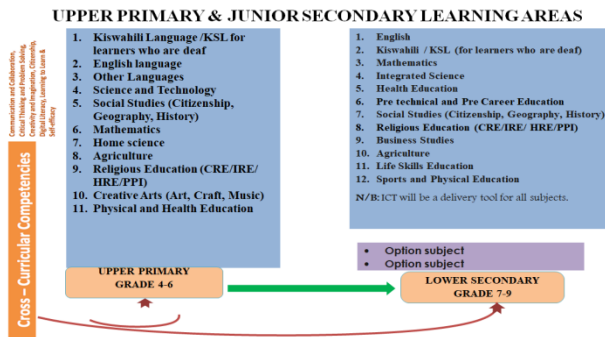 UPPER PRIMARY & JUNIOR SECONDARY LEARNING AREAS
Communication and Collaboration,
Critical Thinking and Problem Solving,
Creativity and Imagination, Citizenship,
Digital Literacy, Learning to Learn &
Self-efficacy
Cross – Curricular Competencies
1. Kiswahili Language /KSL for
learners who are deaf
2. English language
3. Other Languages
4. Science and Technology
5. Social Studies (Citizenship,
Geography, History)
6. Mathematics
7. Home science
8. Agriculture
9. Religious Education (CRE/IRE/
HRE/PPI)
10. Creative Arts (Art, Craft, Music)
11. Physical and Health Education
UPPER PRIMARY
GRADE 4-6
1. English
2. Kiswahili / KSL (for learners who are deaf)
3. Mathematics
4. Integrated Science
5. Health Education
6. Pre technical and Pre Career Education
7. Social Studies (Citizenship, Geography, History)
8. Religious Education (CRE/IRE/ HRE/PPI)
9. Business Studies
10. Agriculture
11. Life Skills Education
12. Sports and Physical Education
N/B: ICT will be a delivery tool for all subjects.
• Option subject
• Option subject
LOWER SECONDARY
GRADE 7-9